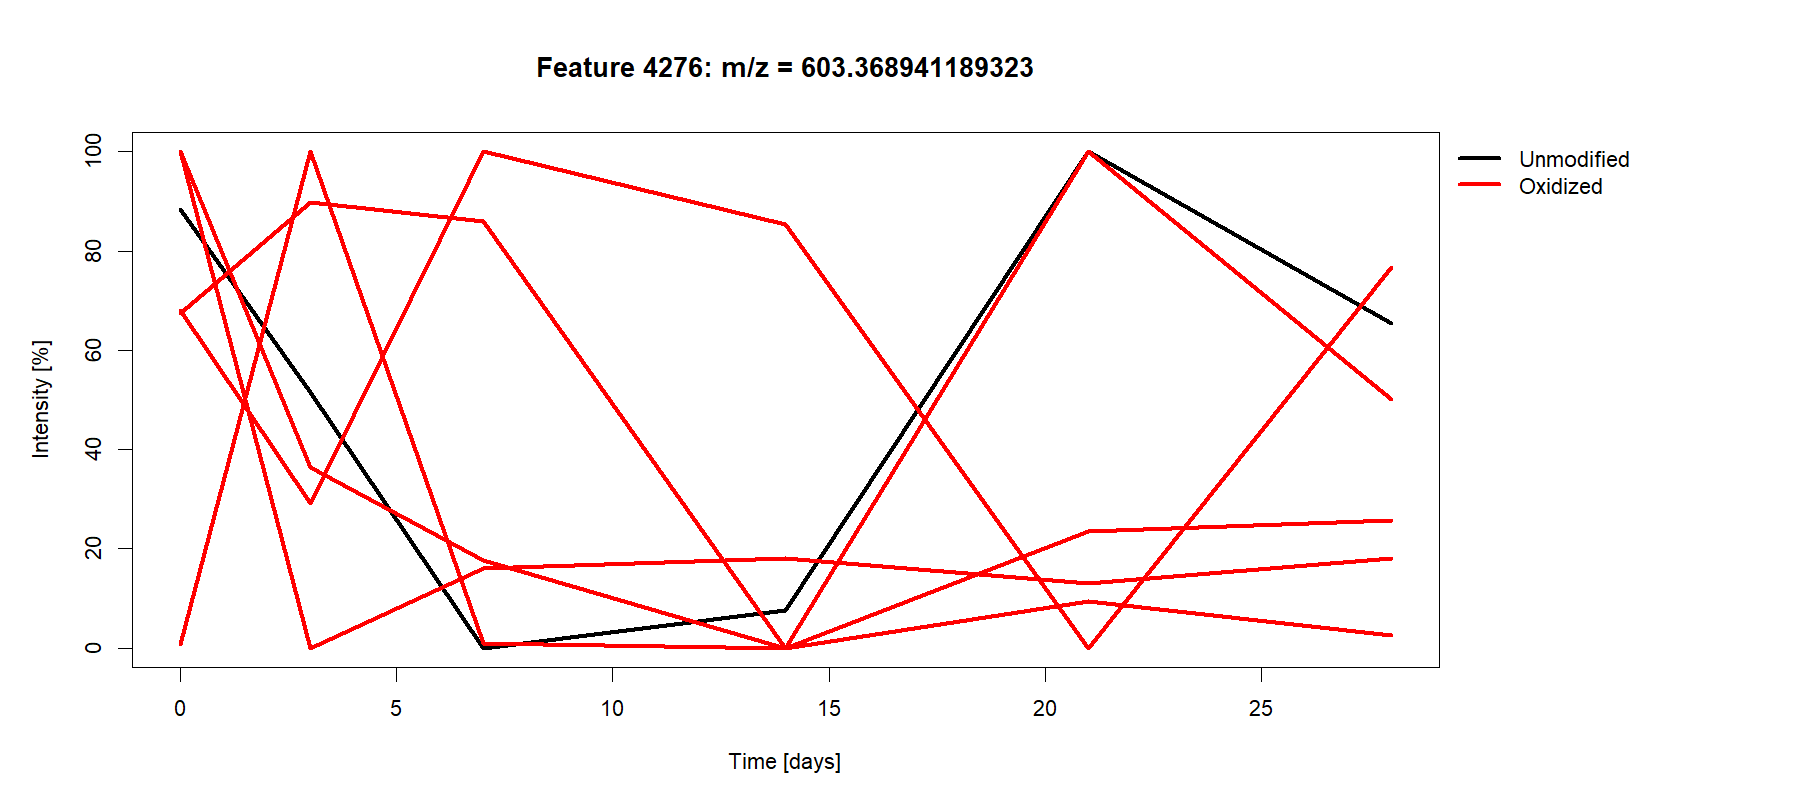 Feature 4276: m/z = 603.368941189323
Unmodified
Oxidized
Intensity [%]
100
80
60
40
20
0
0 5 10 15 20 25
Time [days]